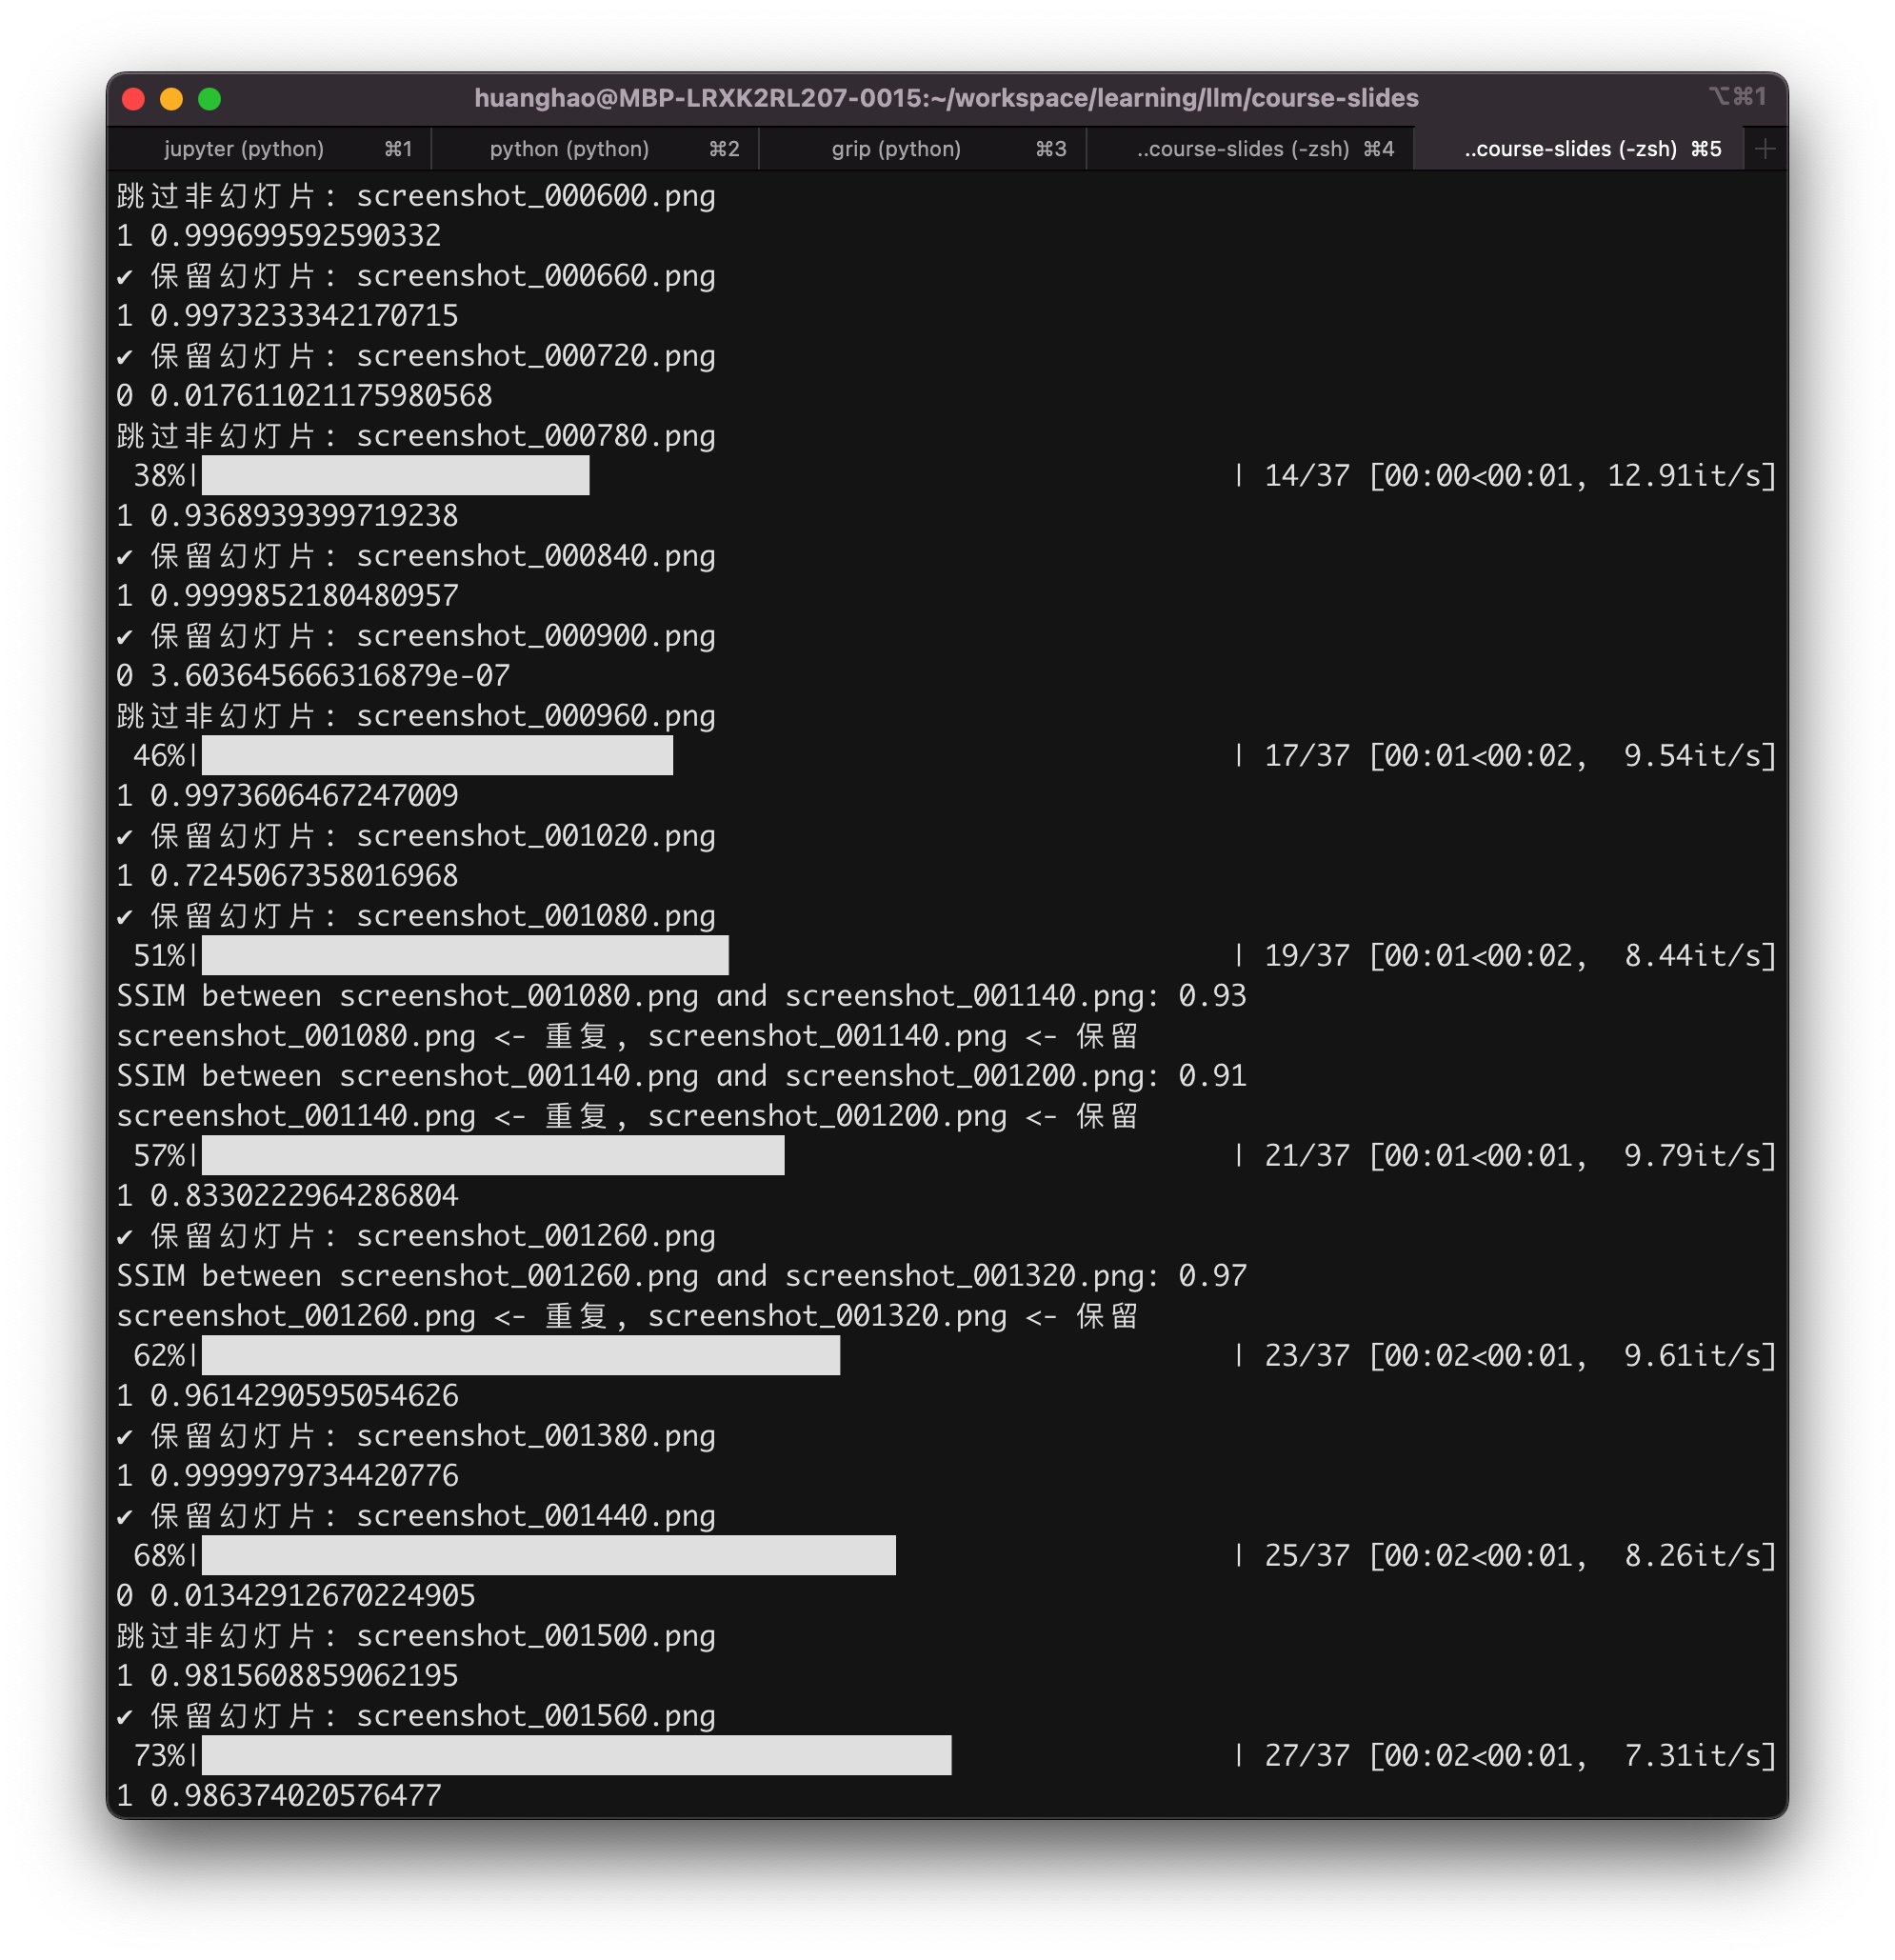 huanghao@MBP-LRXK2RL207-0015:~/workspace/learning/llm/course-slides ⌥⌘1
jupyter (python) ⌘1 python (python) ⌘2 grip (python) ⌘3 ..course-slides (-zsh) ⌘4 ..course-slides (-zsh) ⌘5
跳过非幻灯片: screenshot_000600.png
1 0.999699592590332
✔ 保留幻灯片: screenshot_000660.png
1 0.9973233342170715
✔ 保留幻灯片: screenshot_000720.png
0 0.017611021175980568
跳过非幻灯片: screenshot_000780.png
38%| | 14/37 [00:00<00:01, 12.91it/s]
1 0.9368939399719238
✔ 保留幻灯片: screenshot_000840.png
1 0.9999852180480957
✔ 保留幻灯片: screenshot_000900.png
0 3.603645666316879e-07
跳过非幻灯片: screenshot_000960.png
46%| | 17/37 [00:01<00:02, 9.54it/s]
1 0.9973606467247009
✔ 保留幻灯片: screenshot_001020.png
1 0.7245067358016968
✔ 保留幻灯片: screenshot_001080.png
51%| | 19/37 [00:01<00:02, 8.44it/s]
SSIM between screenshot_001080.png and screenshot_001140.png: 0.93
screenshot_001080.png <- 重复, screenshot_001140.png <- 保留
SSIM between screenshot_001140.png and screenshot_001200.png: 0.91
screenshot_001140.png <- 重复, screenshot_001200.png <- 保留
57%| | 21/37 [00:01<00:01, 9.79it/s]
1 0.8330222964286804
✔ 保留幻灯片: screenshot_001260.png
SSIM between screenshot_001260.png and screenshot_001320.png: 0.97
screenshot_001260.png <- 重复, screenshot_001320.png <- 保留
62%| | 23/37 [00:02<00:01, 9.61it/s]
1 0.9614290595054626
✔ 保留幻灯片: screenshot_001380.png
1 0.9999979734420776
✔ 保留幻灯片: screenshot_001440.png
68%| | 25/37 [00:02<00:01, 8.26it/s]
0 0.01342912670224905
跳过非幻灯片: screenshot_001500.png
1 0.9815608859062195
✔ 保留幻灯片: screenshot_001560.png
73%| | 27/37 [00:02<00:01, 7.31it/s]
1 0.986374020576477